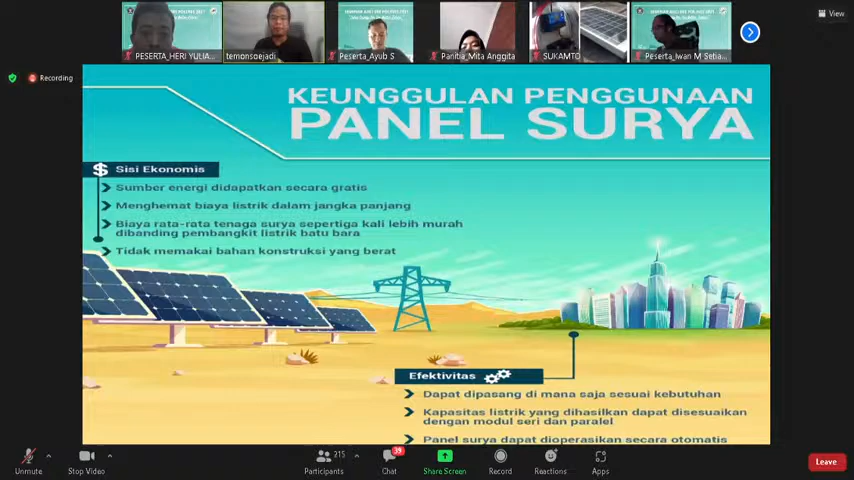 View
PESERTA_HERI YULIA...
temonsoejadi
Peserta_Ayub S
Panitia_Mita Anggita
SUKAMTO
Peserta_Iwan M Setia...
Recording
KEUNGGULAN PENGGUNAAN
PANEL SURYA
$ Sisi Ekonomis
Sumber energi didapatkan secara gratis
Menghemat biaya listrik dalam jangka panjang
Biaya rata-rata tenaga surya sepertiga kali lebih murah
dibanding pembangkit listrik batu bara
Tidak memakai bahan konstruksi yang berat
Efektivitas
Dapat dipasang di mana saja sesuai kebutuhan
Kapasitas listrik yang dihasilkan dapat disesuaikan
dengan modul seri dan paralel
Panel surya dapat dioperasikan secara otomatis
Unmute
Stop Video
215
Participants
39
Chat
Share Screen
Record
Reactions
Apps
Leave